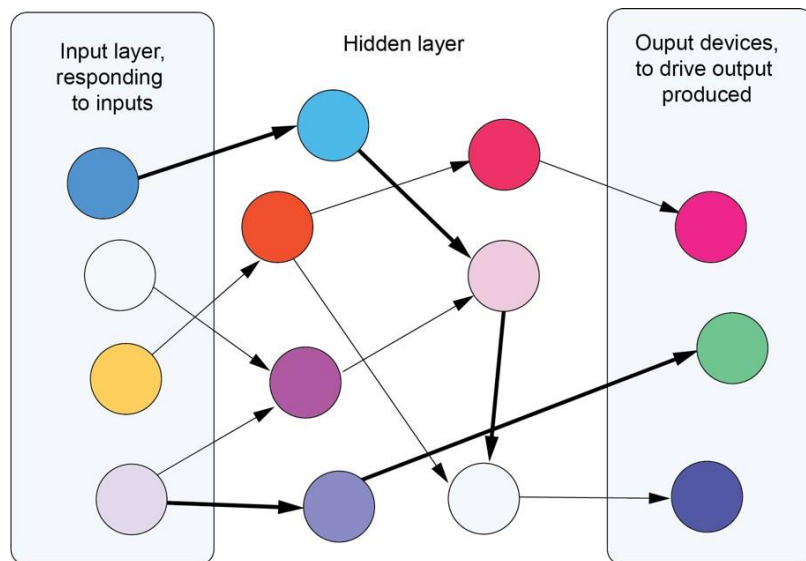 Input layer,
responding
to inputs
Hidden layer
Ouput devices,
to drive output
produced